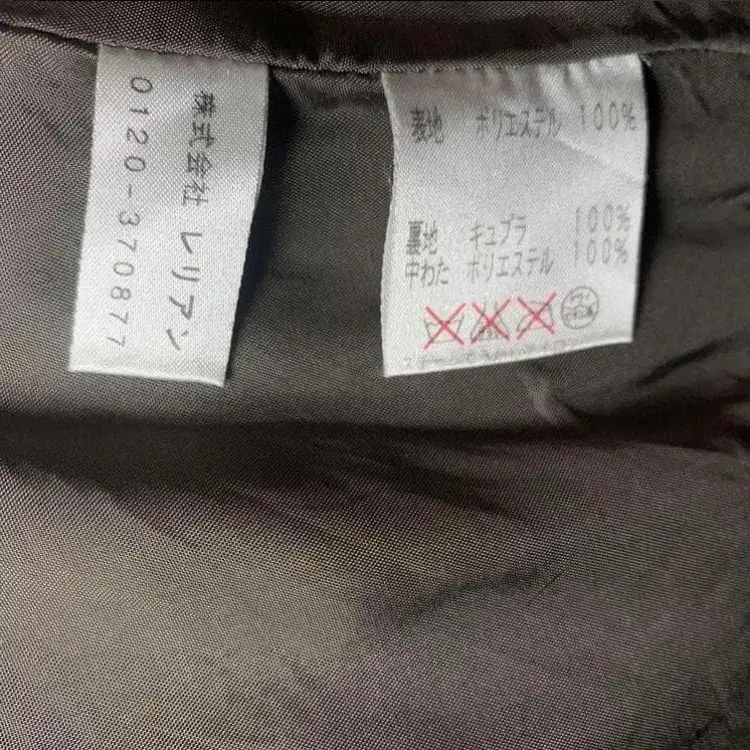 株式会社 レリアン
0120-370877
表地 ポリエステル 100%
裏地 キュプラ 100%
中わた ポリエステル 100%